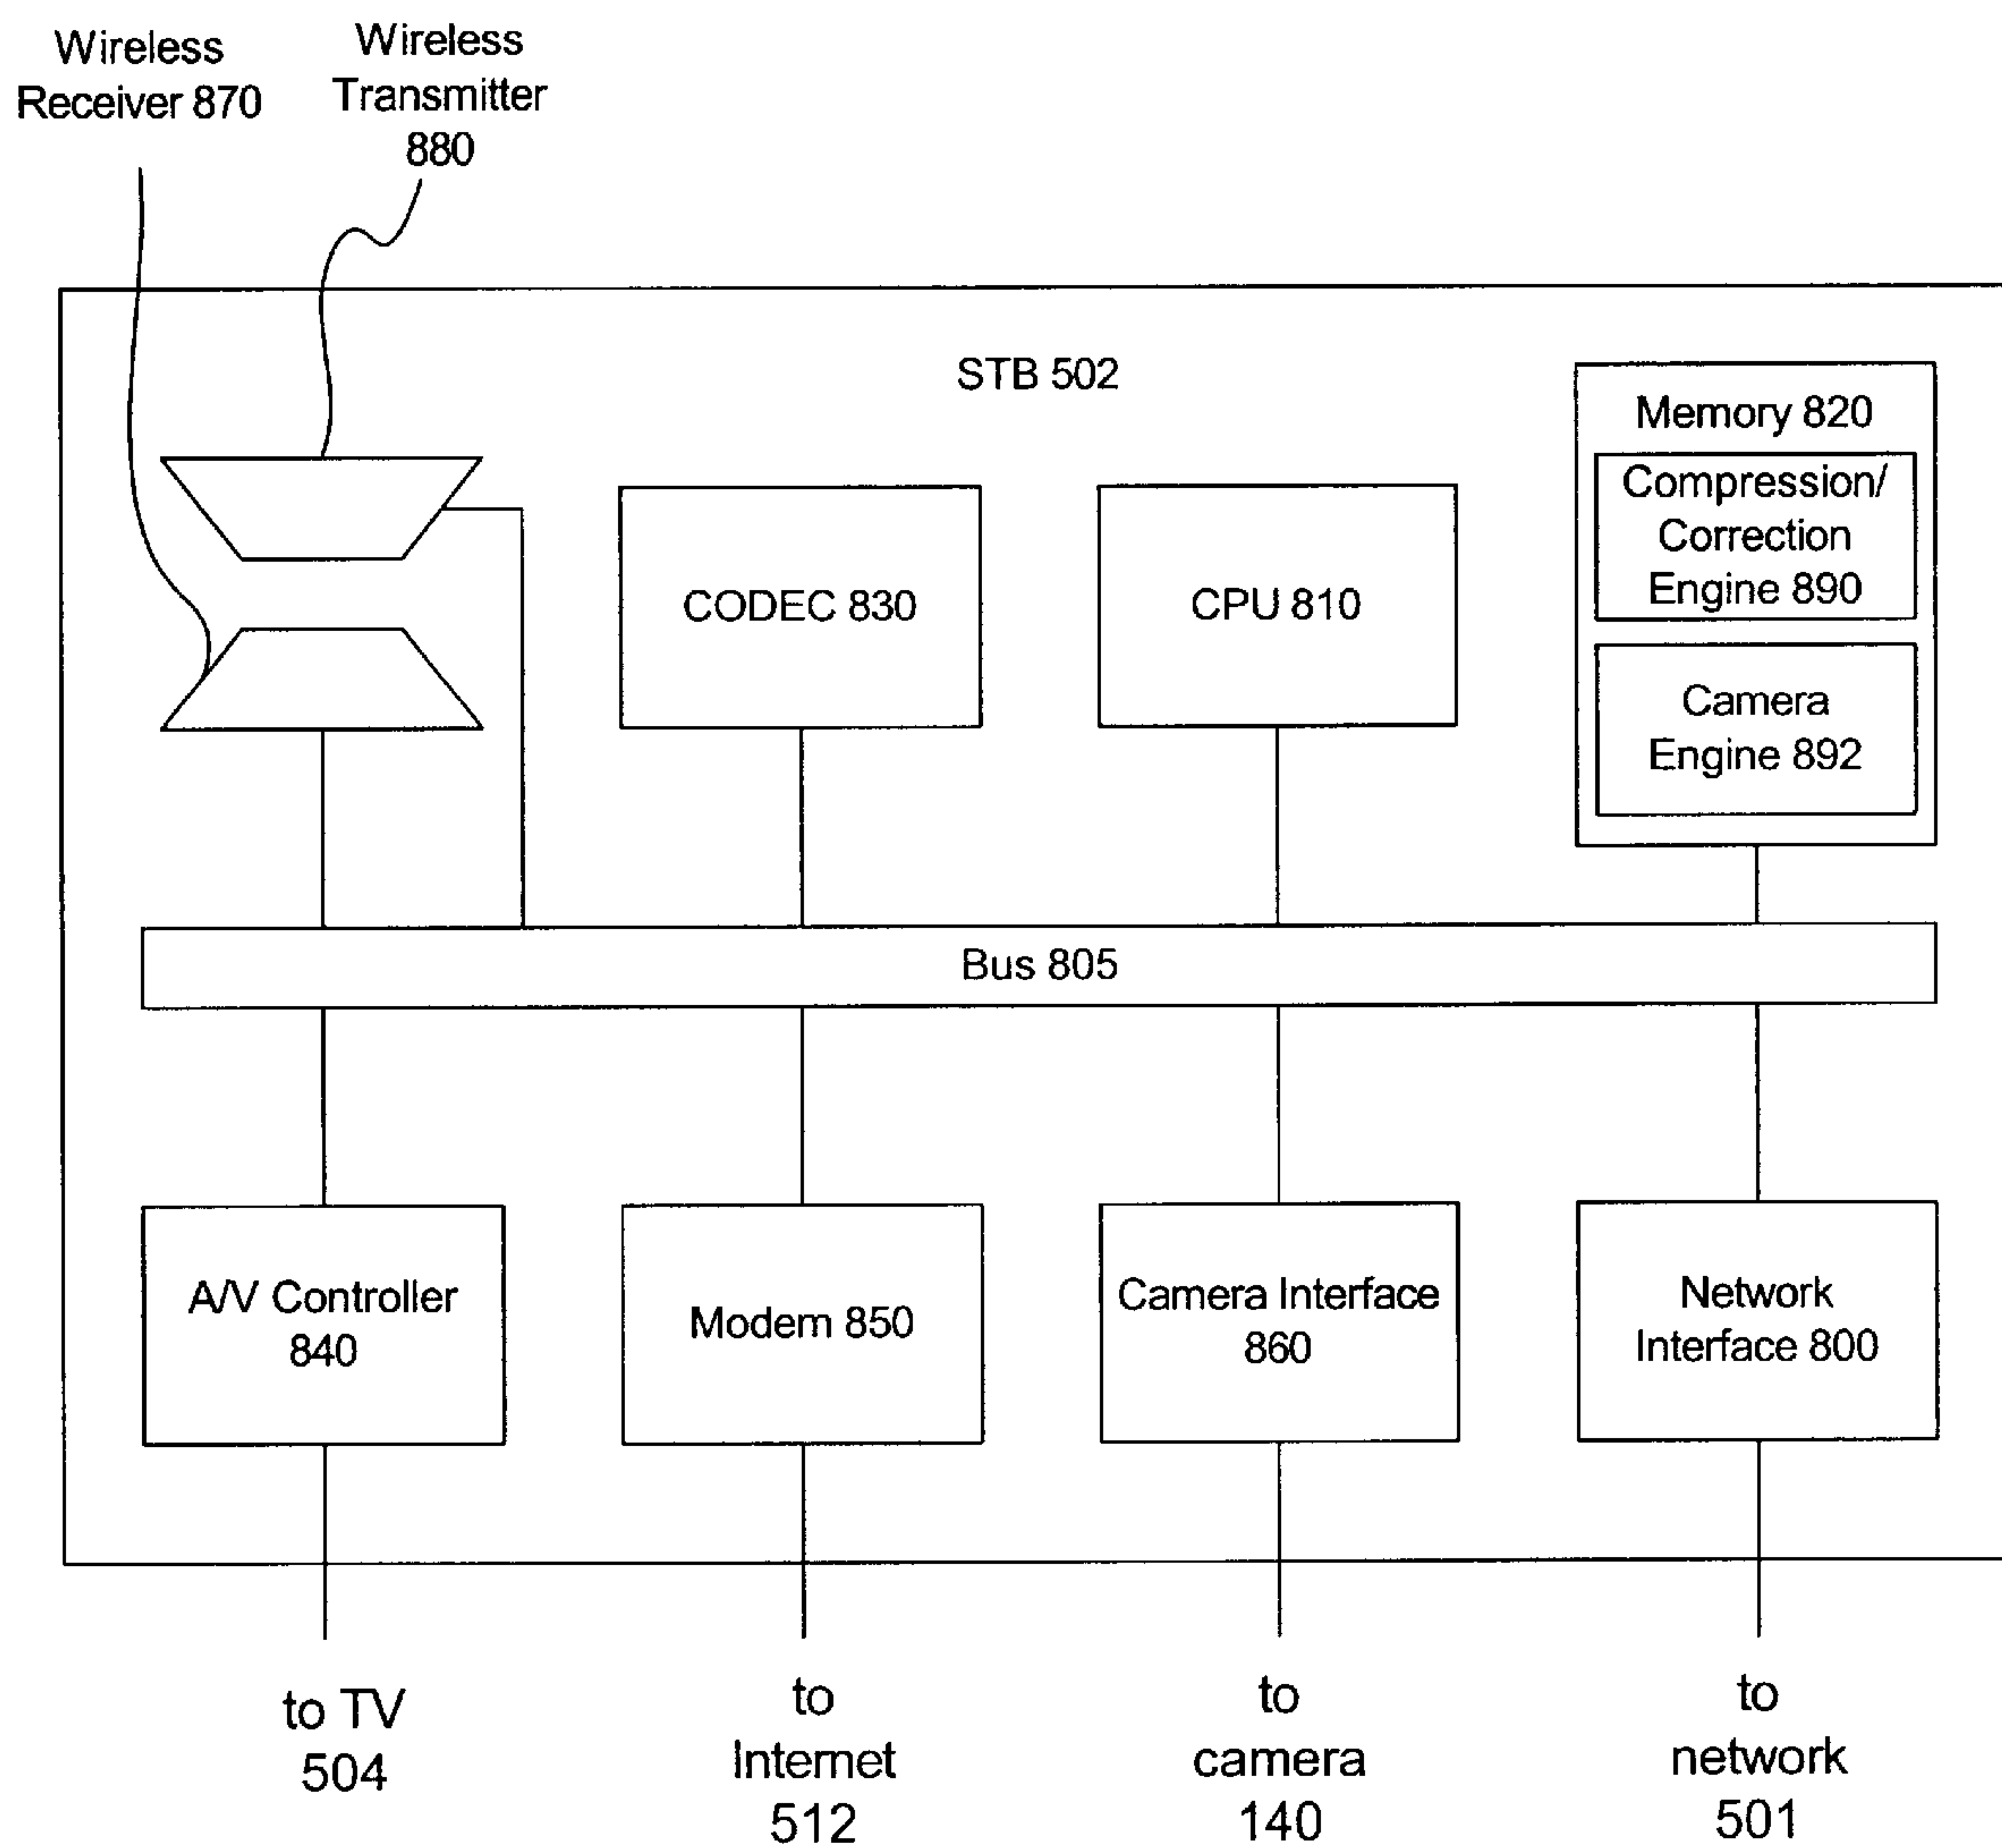 Wireless
Receiver 870
Wireless
Transmitter
880
STB 502
Memory 820
Compression/
Correction
Engine 890
Camera
Engine 892
CODEC 830
CPU 810
Bus 805
A/V Controller
840
Modem 850
Camera Interface
860
Network
Interface 800
to TV
504
to
Internet
512
to
camera
140
to
network
501